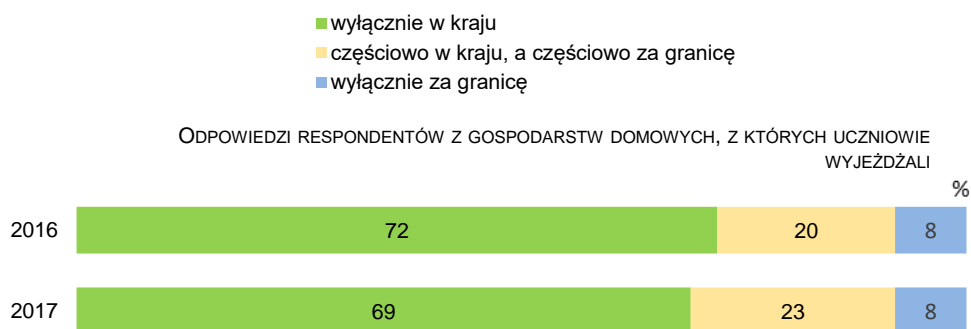 wyłącznie w kraju
częściowo w kraju, a częściowo za granicę
wyłącznie za granicę
ODPOWIEDZI RESPONDENTÓW Z GOSPODARSTW DOMOWYCH, Z KTÓRYCH UCZNIOWIE
WYJEŻDŻALI
%
2016 72 20 8
2017 69 23 8